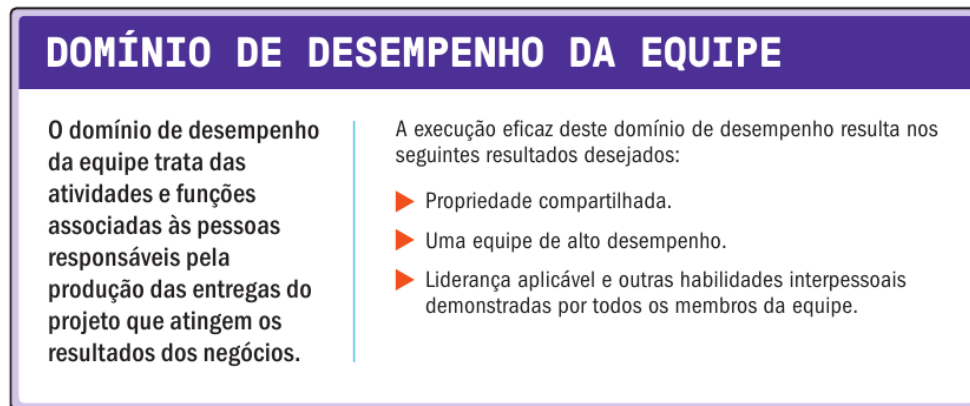 DOMÍNIO DE DESEMPENHO DA EQUIPE
O domínio de desempenho
da equipe trata das
atividades e funções
associadas às pessoas
responsáveis pela
produção das entregas do
projeto que atingem os
resultados dos negócios.
A execução eficaz deste domínio de desempenho resulta nos
seguintes resultados desejados:
Propriedade compartilhada.
Uma equipe de alto desempenho.
Liderança aplicável e outras habilidades interpessoais
demonstradas por todos os membros da equipe.